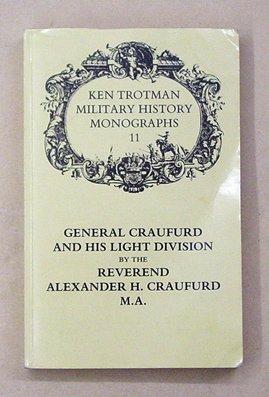 KEN TROTMAN
MILITARY HISTORY
MONOGRAPHS
11
GENERAL CRAUFURD
AND HIS LIGHT DIVISION
BY THE
REVEREND
ALEXANDER H. CRAUFURD
M.A.